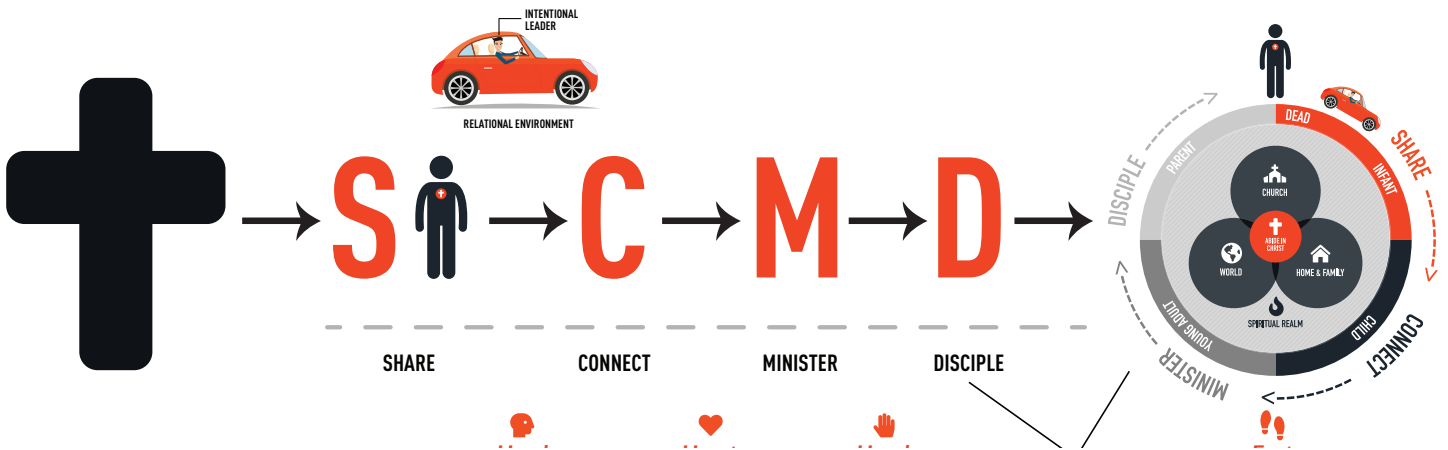 INTENTIONAL
LEADER
RELATIONAL ENVIRONMENT
S
C
M
D
SHARE
CONNECT
MINISTER
DISCIPLE
DEAD
INFANT
CHILD
YOUNG ADULT
PARENT
SHARE
CONNECT
MINISTER
DISCIPLE
CHURCH
ABIDE IN
CHRIST
WORLD
HOME & FAMILY
SPIRITUAL REALM